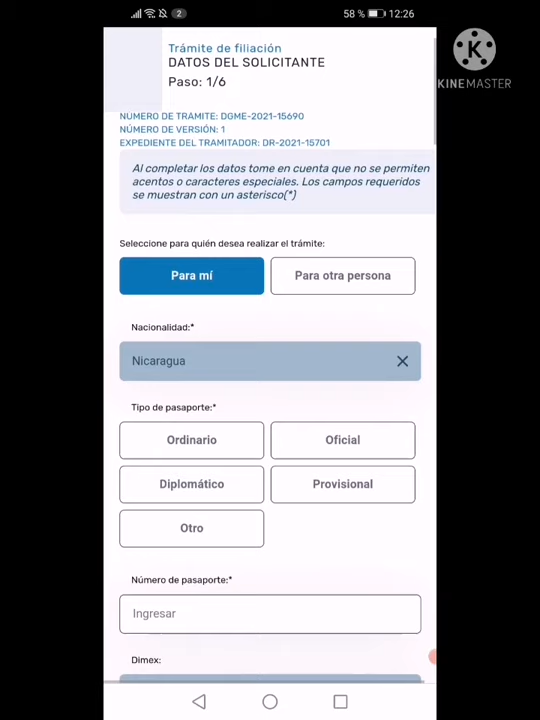 2
58 %
12:26
KINEMASTER
Trámite de filiación
DATOS DEL SOLICITANTE
Paso: 1/6
NÚMERO DE TRAMITE: DGME-2021-15690
NÚMERO DE VERSIÓN: 1
EXPEDIENTE DEL TRAMITADOR: DR-2021-15701
Al completar los datos tome en cuenta que no se permiten
acentos o caracteres especiales. Los campos requeridos
se muestran con un asterisco(*)
Seleccione para quién desea realizar el trámite:
Para mí
Para otra persona
Nacionalidad:*
Nicaragua
Tipo de pasaporte:*
Ordinario
Oficial
Diplomático
Provisional
Otro
Número de pasaporte:*
Ingresar
Dimex: